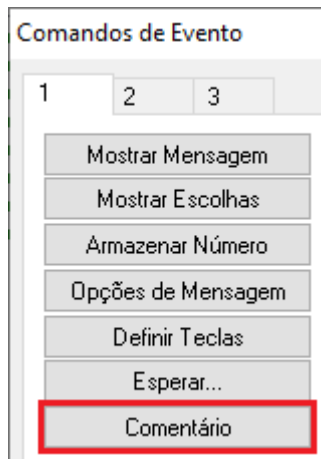 Comandos de Evento
1 2 3
Mostrar Mensagem
Mostrar Escolhas
Armazenar Número
Opções de Mensagem
Definir Teclas
Esperar...
Comentário